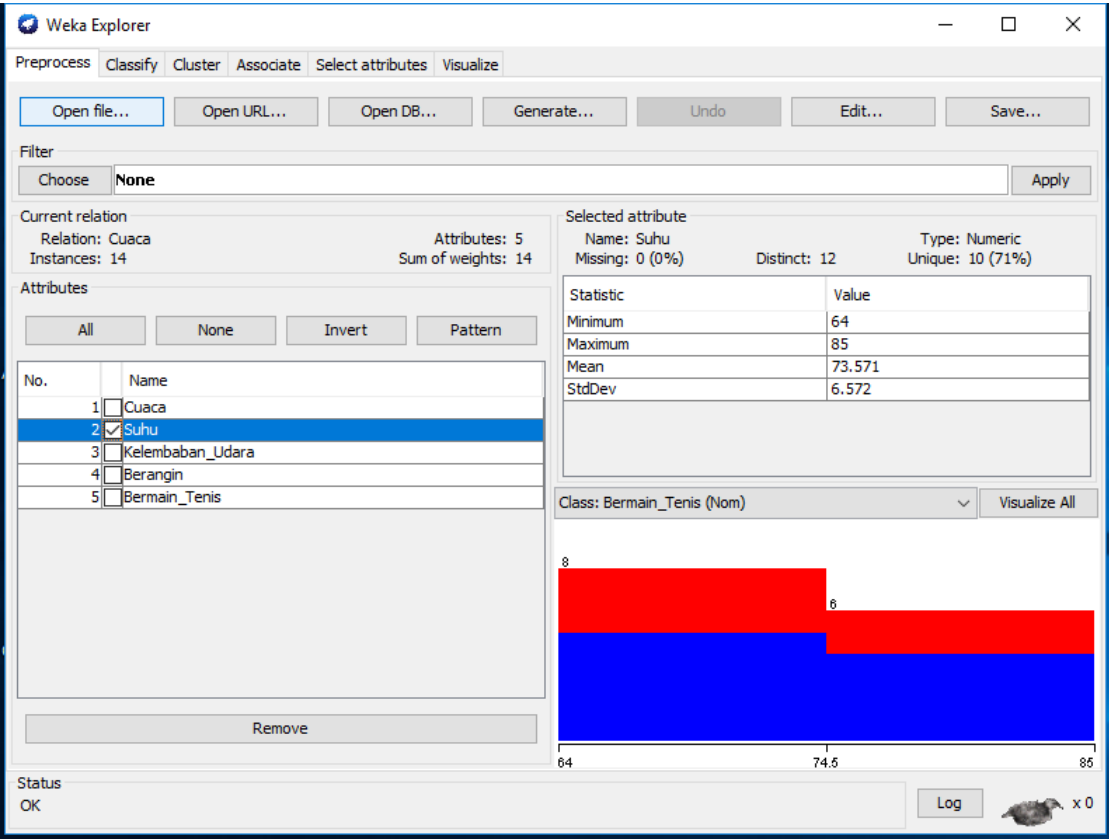 Weka Explorer
Preprocess Classify Cluster Associate Select attributes Visualize
Open file... Open URL... Open DB... Generate... Undo Edit... Save...
Filter
Choose None Apply
Current relation
Relation: Cuaca Attributes: 5
Instances: 14 Sum of weights: 14
Attributes
All None Invert Pattern
No. Name
1 Cuaca
2 Suhu
3 Kelembaban_Udara
4 Berangin
5 Bermain_Tenis
Remove
Selected attribute
Name: Suhu Type: Numeric
Missing: 0 (0%) Distinct: 12 Unique: 10 (71%)
Statistic Value
Minimum 64
Maximum 85
Mean 73.571
StdDev 6.572
Class: Bermain_Tenis (Nom) Visualize All
8
6
64 74.5 85
Status
OK
Log x 0